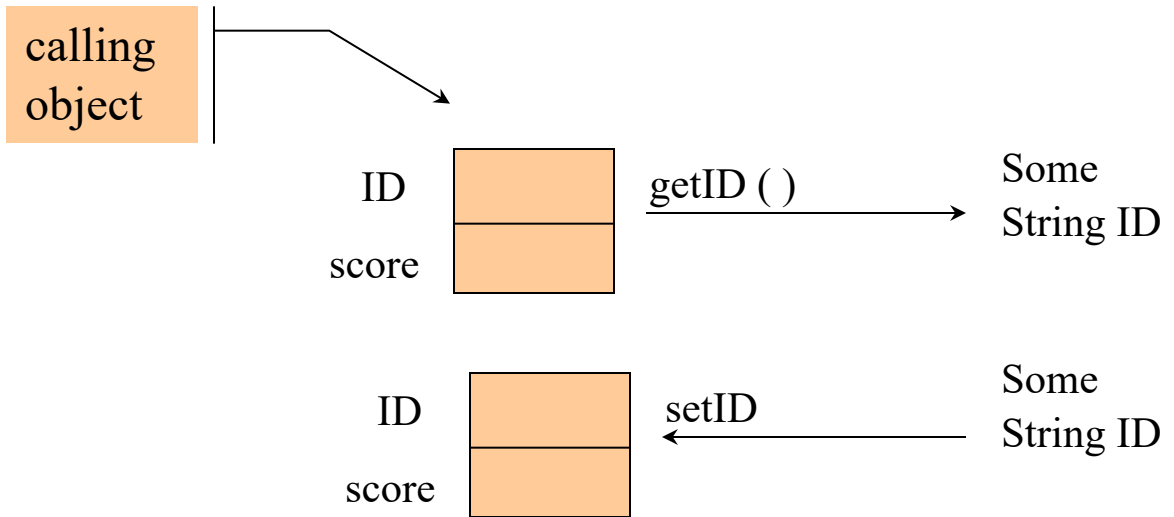 calling
object
ID
getID ( )
Some
String ID
score
ID
setID
Some
String ID
score